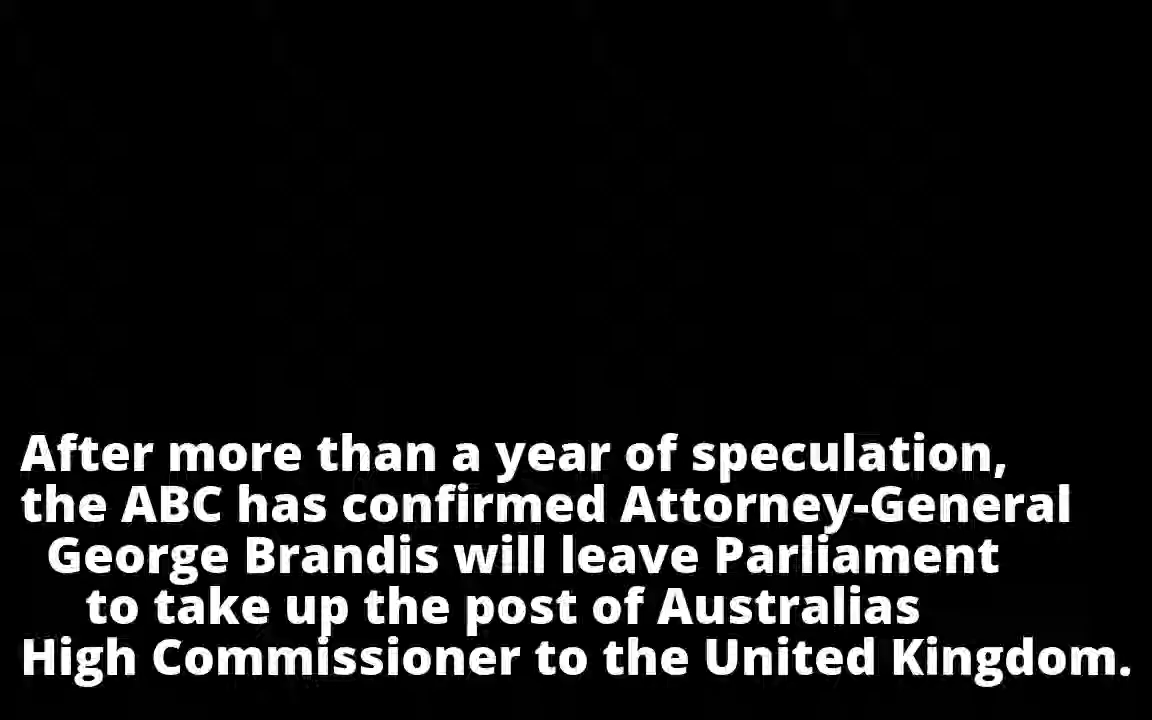 After more than a year of speculation,
the ABC has confirmed Attorney-General
George Brandis will leave Parliament
to take up the post of Australias
High Commissioner to the United Kingdom.